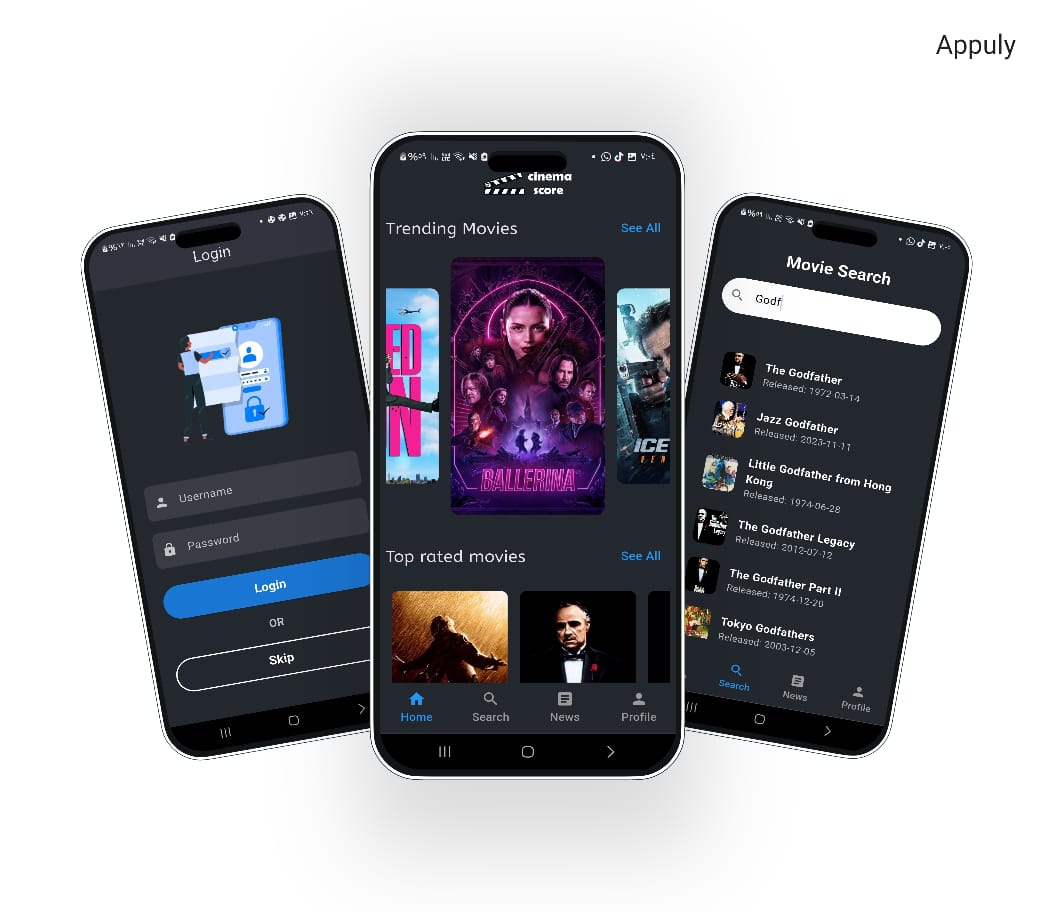 Appuly
Login
Username
Password
Login
OR
Skip
cinema
score
Trending Movies
See All
ED
N
BALLERINA
ICE
Top rated movies
See All
Home
Search
News
Profile
Movie Search
Godf
The Godfather
Released: 1972-03-14
Jazz Godfather
Released: 2023-11-11
Little Godfather from Hong
Kong
Released: 1974-06-28
The Godfather Legacy
Released: 2012-07-12
The Godfather Part II
Released: 1974-12-20
Tokyo Godfathers
Released: 2003-12-05
Search
News
Profile